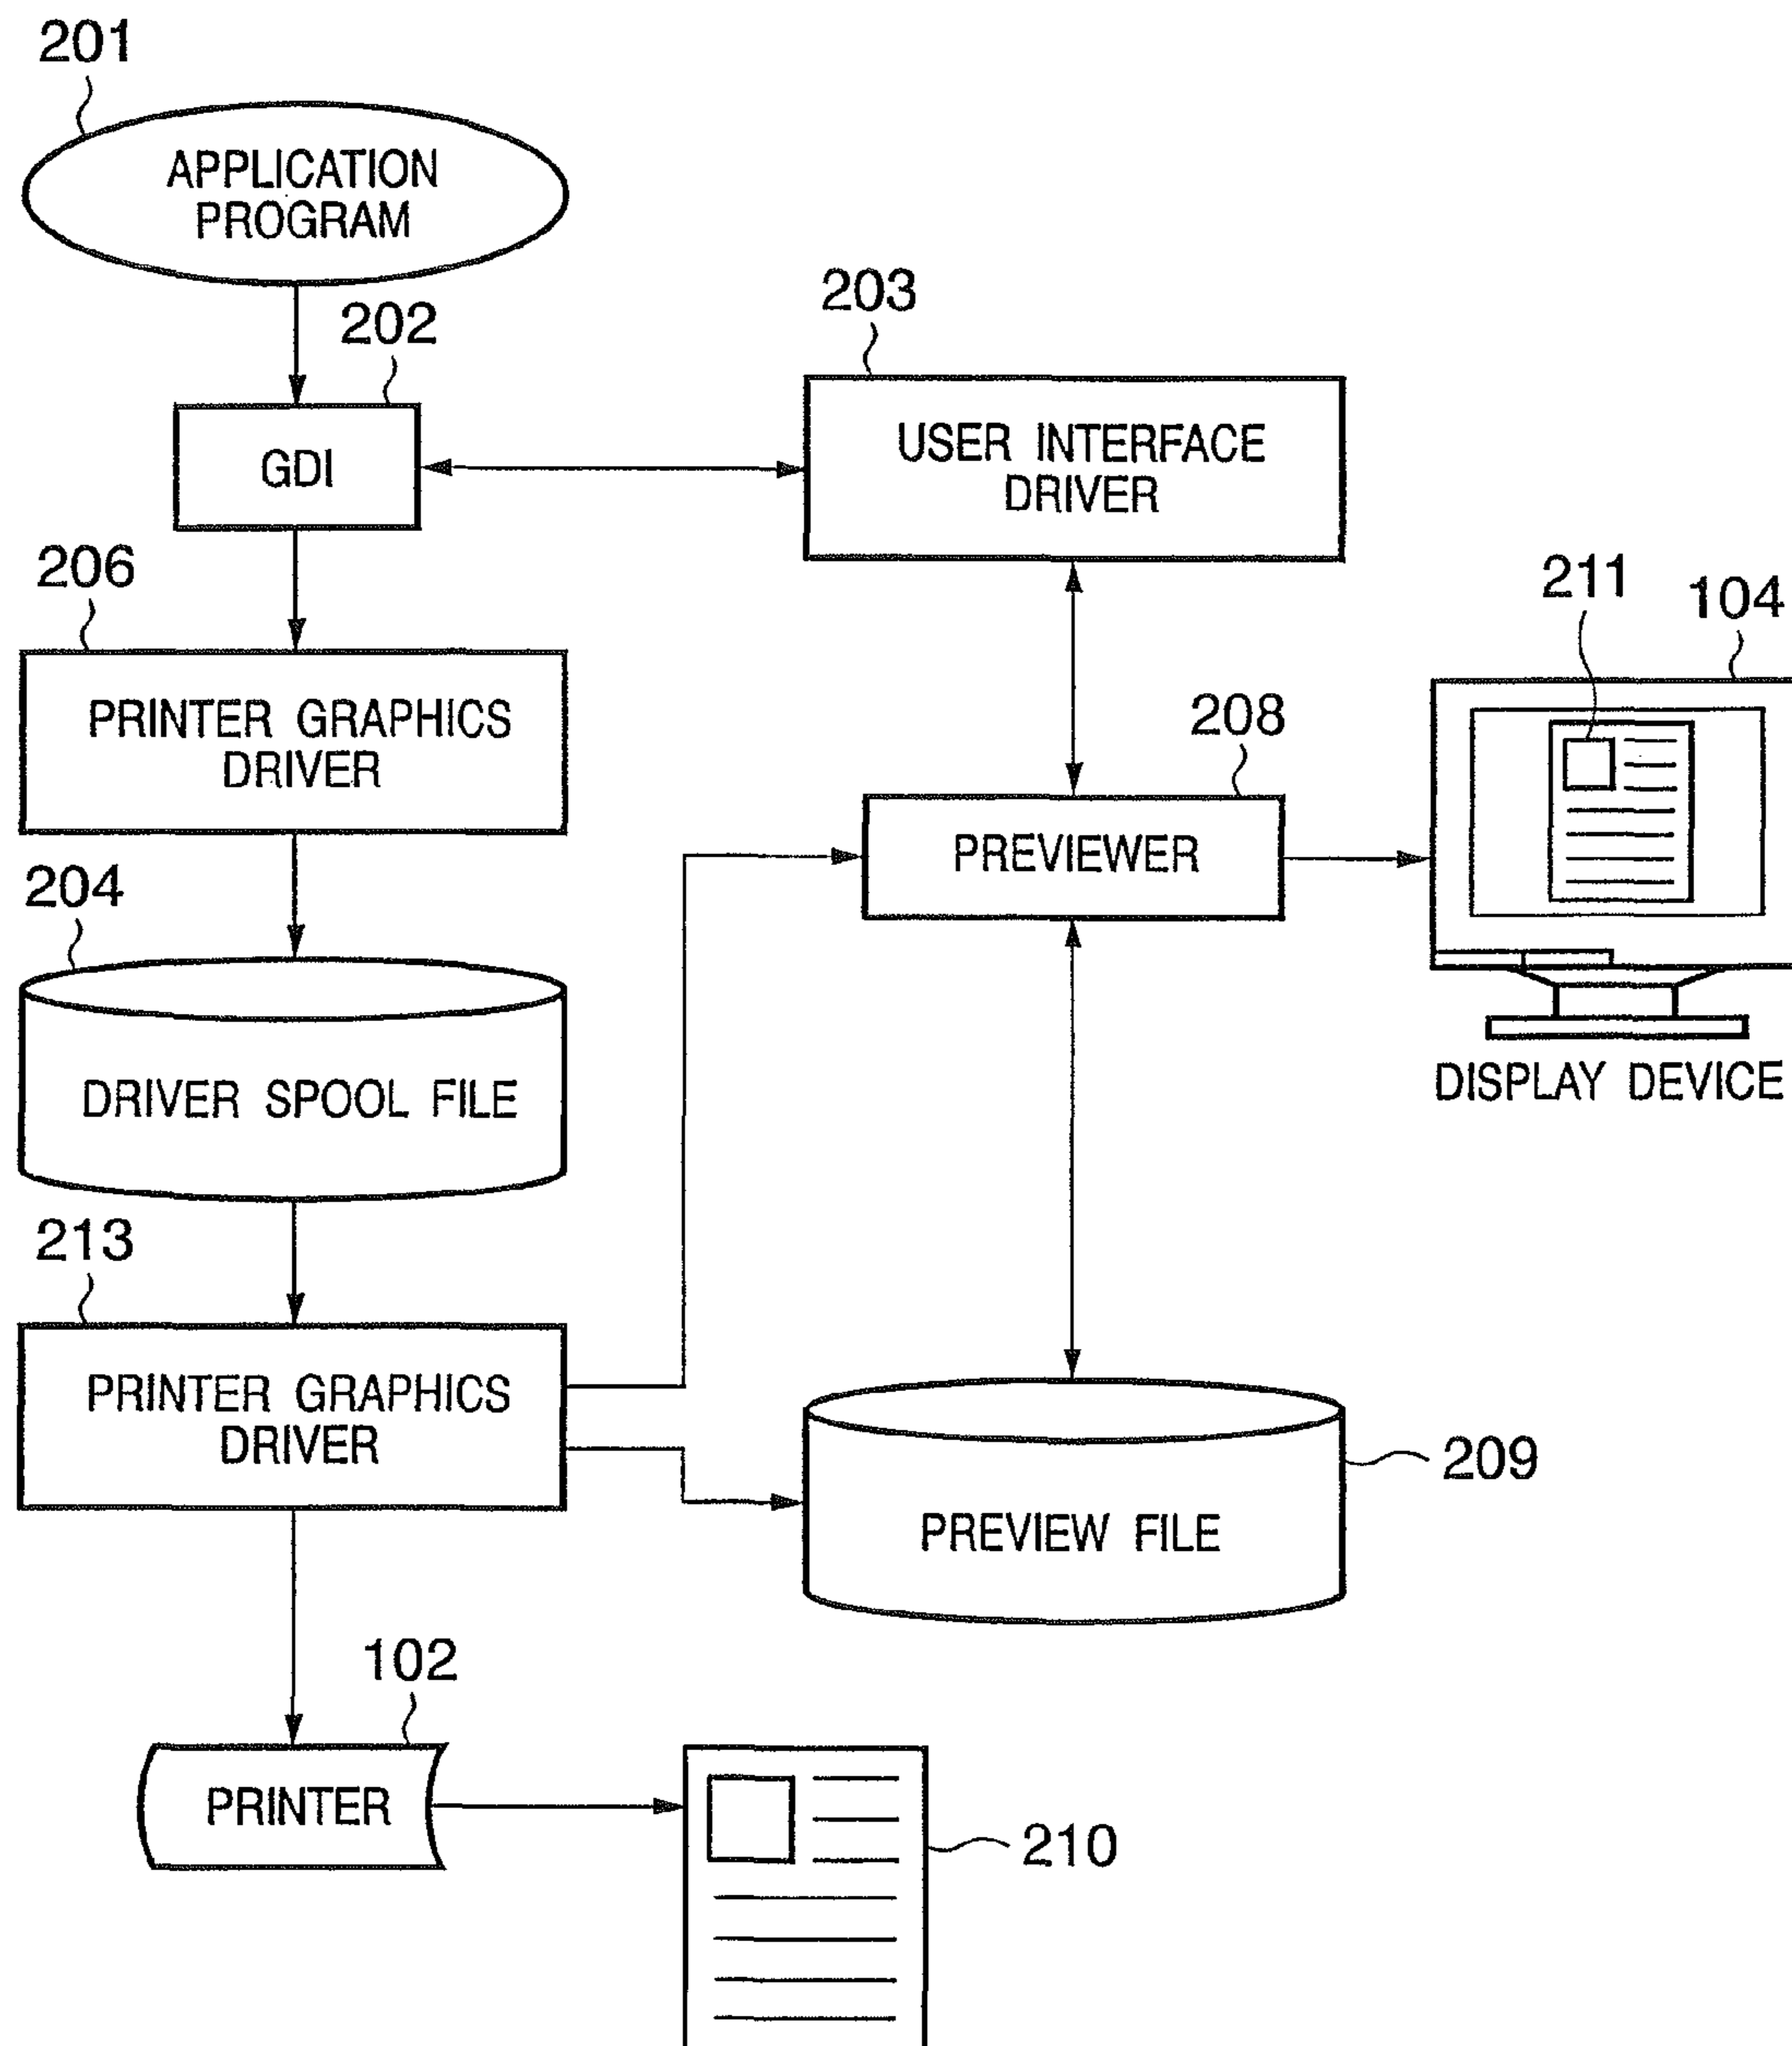 201
APPLICATION
PROGRAM
202
GDI
203
USER INTERFACE
DRIVER
206
PRINTER GRAPHICS
DRIVER
211
104
208
PREVIEWER
DISPLAY DEVICE
204
DRIVER SPOOL FILE
213
PRINTER GRAPHICS
DRIVER
209
PREVIEW FILE
102
PRINTER
210